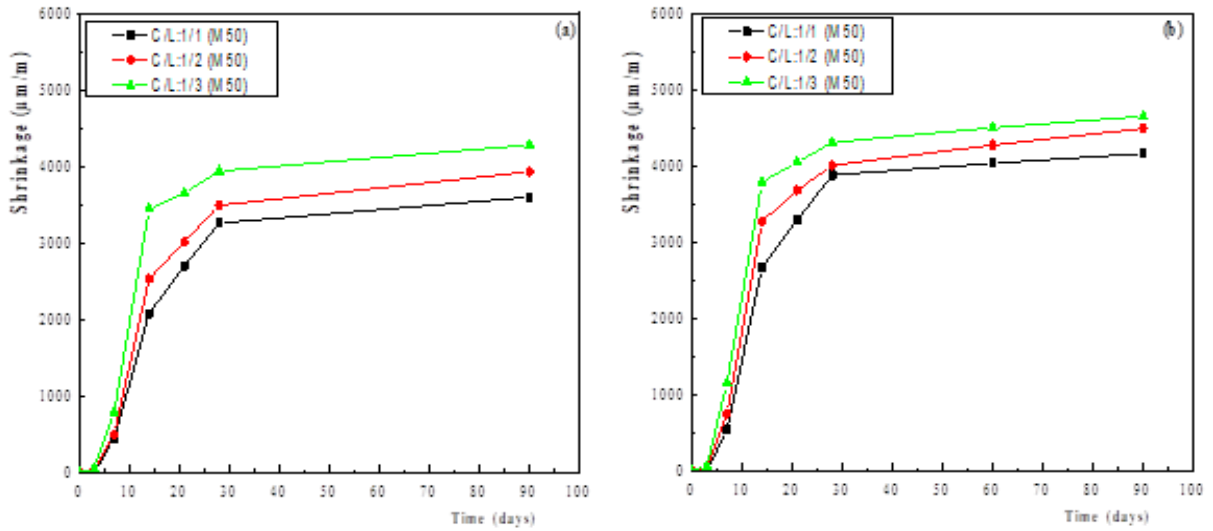 (a)
C/L:1/1 (M50)
C/L:1/2 (M50)
C/L:1/3 (M50)
Shrinkage (µm/m)
6000
5000
4000
3000
2000
1000
0
0 10 20 30 40 50 60 70 80 90 100
Time (days)
(b)
C/L:1/1 (M50)
C/L:1/2 (M50)
C/L:1/3 (M50)
Shrinkage (µm/m)
6000
5000
4000
3000
2000
1000
0
0 10 20 30 40 50 60 70 80 90 100
Time (days)